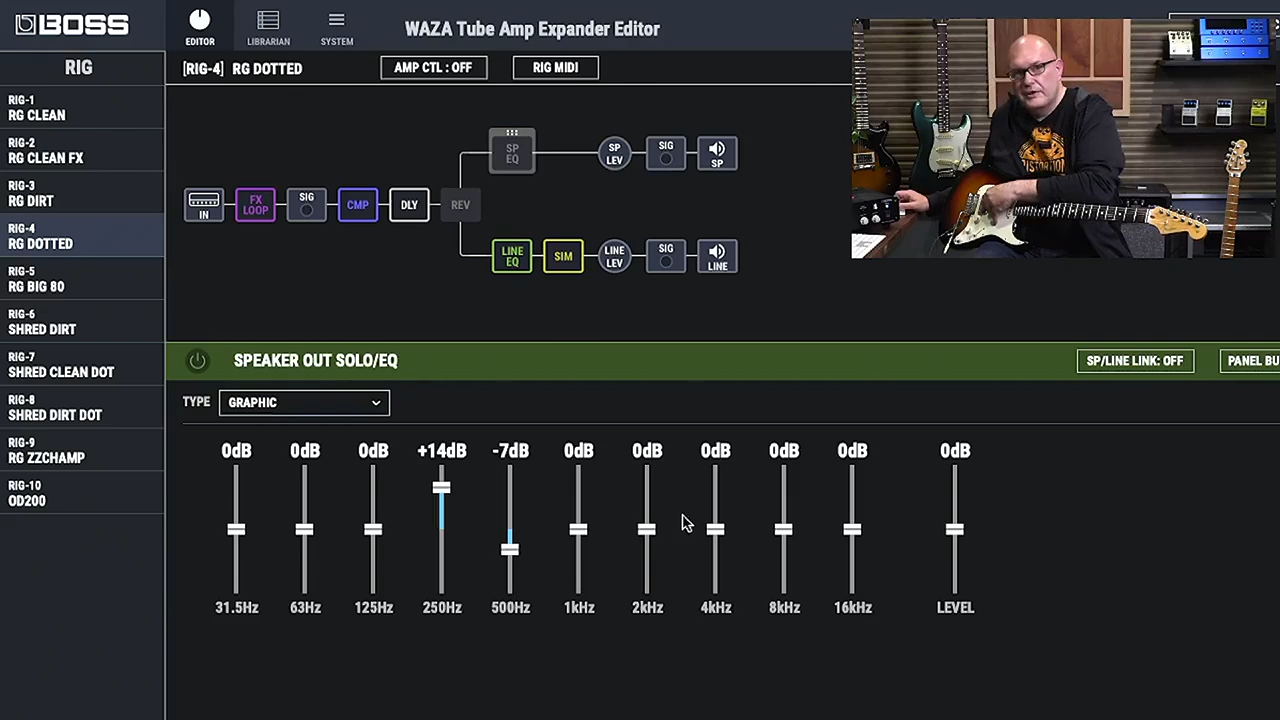 BOSS
EDITOR
LIBRARIAN
SYSTEM
WAZA Tube Amp Expander Editor
RIG
[RIG-4] RG DOTTED
AMP CTL : OFF
RIG MIDI
RIG-1
RG CLEAN
RIG-2
RG CLEAN FX
RIG-3
RG DIRT
RIG-4
RG DOTTED
RIG-5
RG BIG 80
RIG-6
SHRED DIRT
RIG-7
SHRED CLEAN DOT
RIG-8
SHRED DIRT DOT
RIG-9
RG ZZCHAMP
RIG-10
OD200
SP
EQ
SP
LEV
SIG
SP
IN
FX
LOOP
SIG
CMP
DLY
REV
LINE
EQ
SIM
LINE
LEV
SIG
LINE
SPEAKER OUT SOLO/EQ
SP/LINE LINK: OFF
PANEL BU
TYPE
GRAPHIC
0dB 0dB 0dB +14dB -7dB 0dB 0dB 0dB 0dB 0dB 0dB
31.5Hz 63Hz 125Hz 250Hz 500Hz 1kHz 2kHz 4kHz 8kHz 16kHz LEVEL